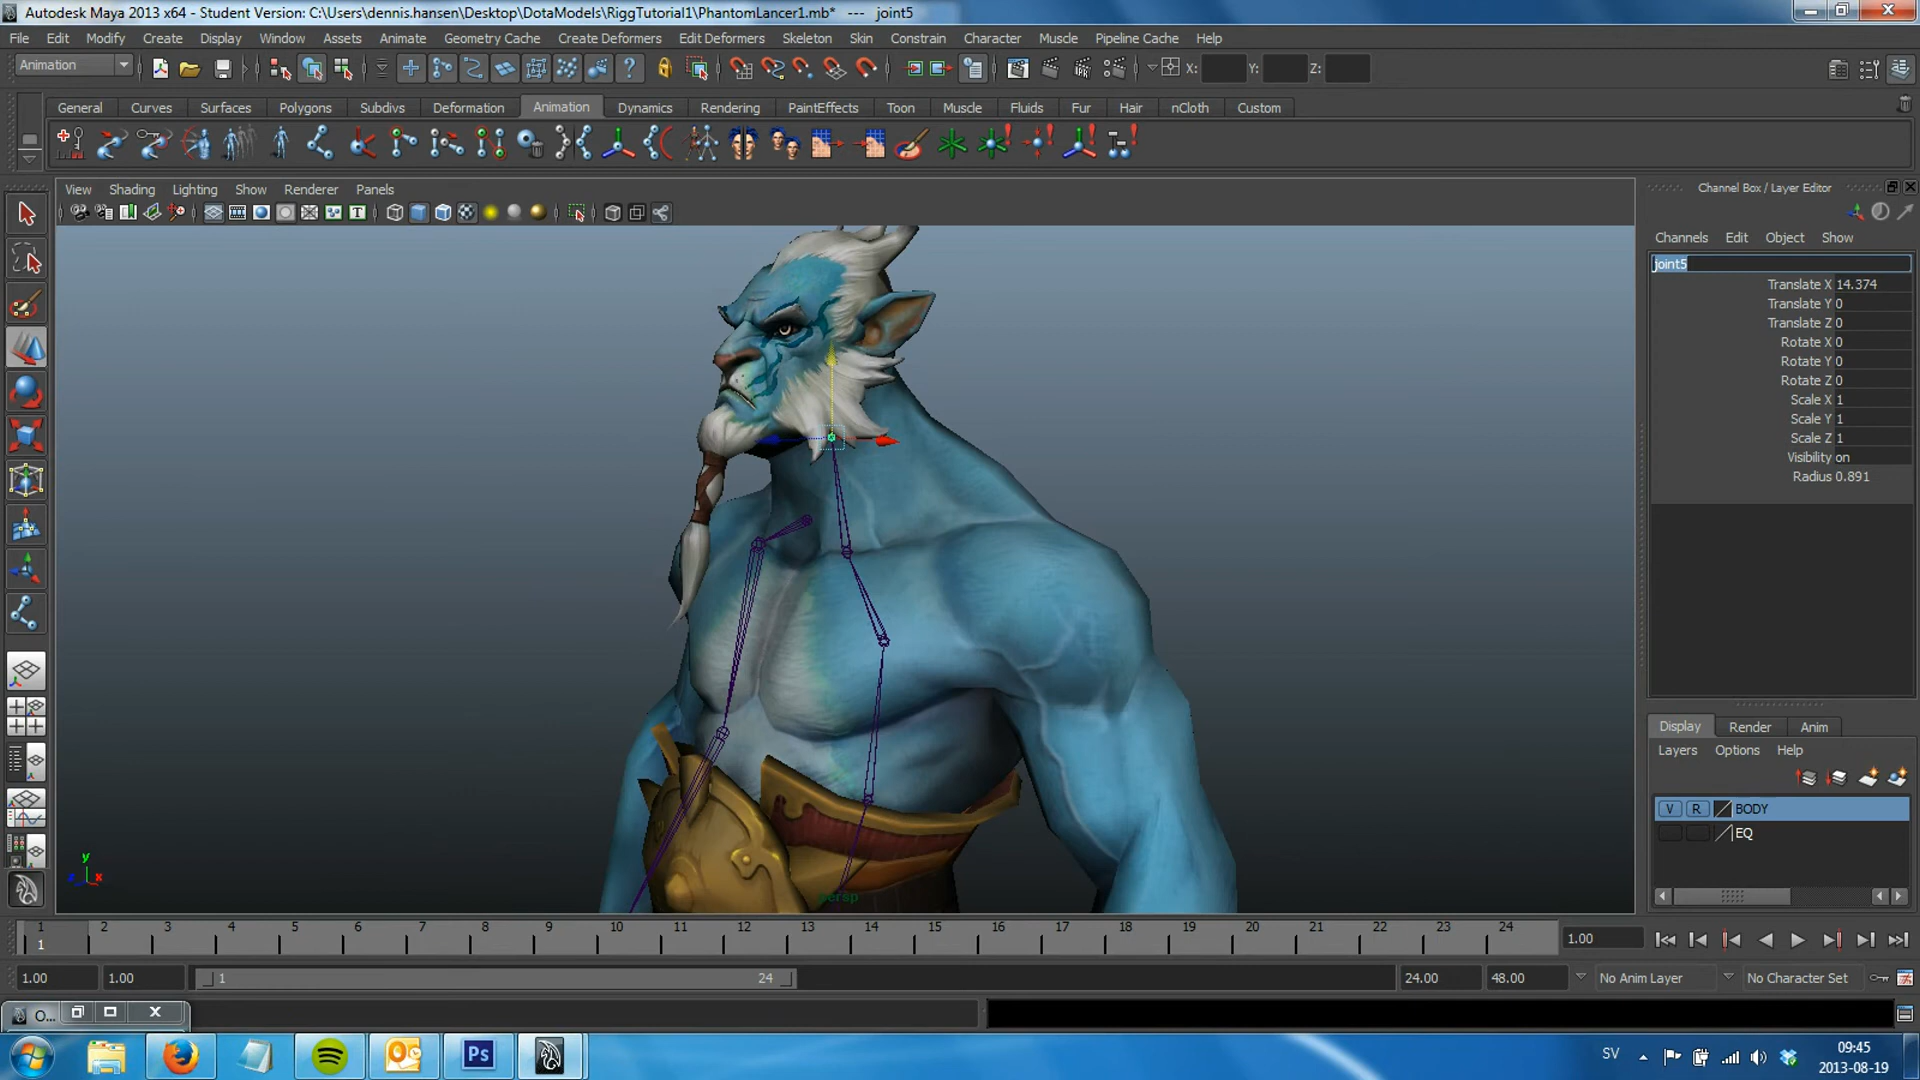 Autodesk Maya 2013 x64 - Student Version: C:\Users\dennis.hansen\Desktop\DotaModels\RiggTutorial1\PhantomLancer1.mb*   ---   joint5
File Edit Modify Create Display Window Assets Animate Geometry Cache Create Deformers Edit Deformers Skeleton Skin Constrain Character Muscle Pipeline Cache Help
Animation X: Y: Z:
General Curves Surfaces Polygons Subdivs Deformation Animation Dynamics Rendering PaintEffects Toon Muscle Fluids Fur Hair nCloth Custom
View Shading Lighting Show Renderer Panels
Channel Box / Layer Editor
Channels Edit Object Show
joint5
Translate X 14.374
Translate Y 0
Translate Z 0
Rotate X 0
Rotate Y 0
Rotate Z 0
Scale X 1
Scale Y 1
Scale Z 1
Visibility on
Radius 0.891
Display Render Anim
Layers Options Help
V R BODY
EQ
y
z x
persp
1 2 3 4 5 6 7 8 9 10 11 12 13 14 15 16 17 18 19 20 21 22 23 24
1
1.00
1.00 1.00 1 24 24.00 48.00 No Anim Layer No Character Set
O...
Ps
SV
09:45
2013-08-19